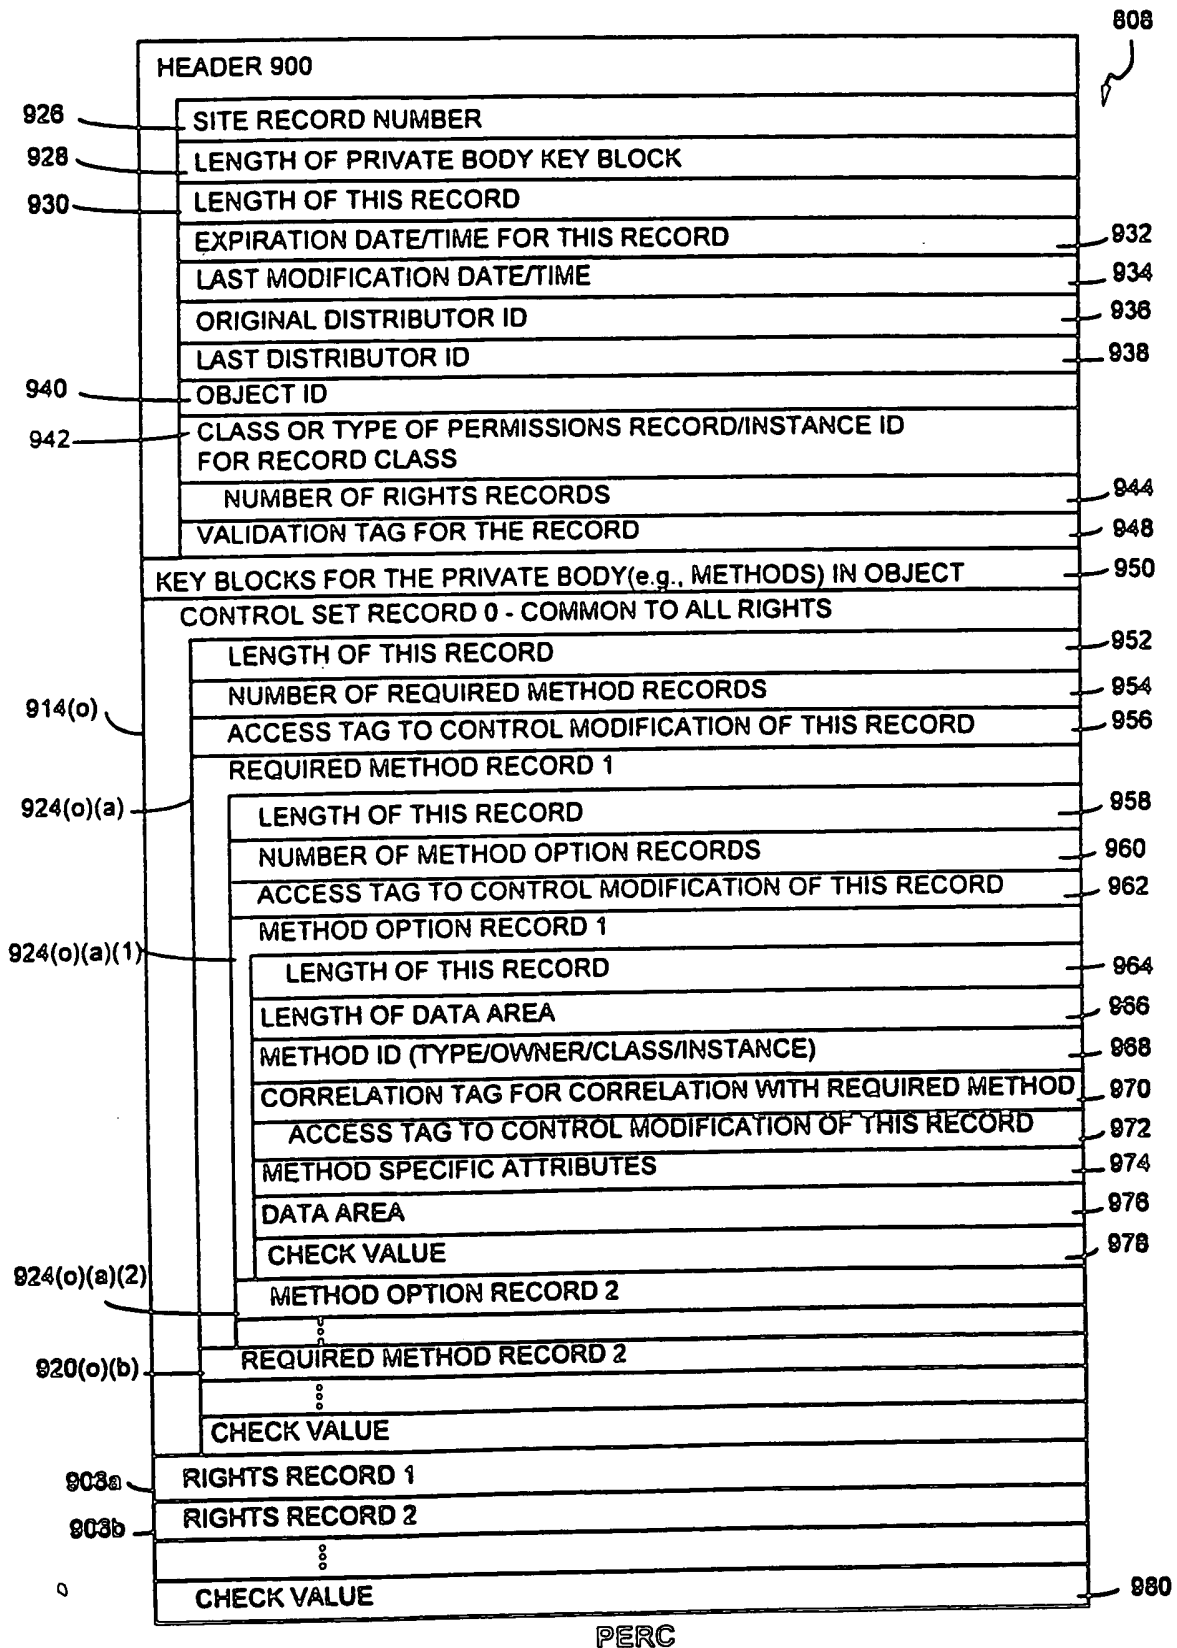 808
HEADER 900
926 SITE RECORD NUMBER
928 LENGTH OF PRIVATE BODY KEY BLOCK
930 LENGTH OF THIS RECORD
EXPIRATION DATE/TIME FOR THIS RECORD 932
LAST MODIFICATION DATE/TIME 934
ORIGINAL DISTRIBUTOR ID 936
LAST DISTRIBUTOR ID 938
940 OBJECT ID
942 CLASS OR TYPE OF PERMISSIONS RECORD/INSTANCE ID
FOR RECORD CLASS
NUMBER OF RIGHTS RECORDS 944
VALIDATION TAG FOR THE RECORD 948
KEY BLOCKS FOR THE PRIVATE BODY(e.g., METHODS) IN OBJECT 950
CONTROL SET RECORD 0 - COMMON TO ALL RIGHTS
LENGTH OF THIS RECORD 952
NUMBER OF REQUIRED METHOD RECORDS 954
914(o) ACCESS TAG TO CONTROL MODIFICATION OF THIS RECORD 956
REQUIRED METHOD RECORD 1
924(o)(a) LENGTH OF THIS RECORD 958
NUMBER OF METHOD OPTION RECORDS 960
ACCESS TAG TO CONTROL MODIFICATION OF THIS RECORD 962
METHOD OPTION RECORD 1
924(o)(a)(1) LENGTH OF THIS RECORD 964
LENGTH OF DATA AREA 966
METHOD ID (TYPE/OWNER/CLASS/INSTANCE) 968
CORRELATION TAG FOR CORRELATION WITH REQUIRED METHOD 970
ACCESS TAG TO CONTROL MODIFICATION OF THIS RECORD 972
METHOD SPECIFIC ATTRIBUTES 974
DATA AREA 976
CHECK VALUE 978
924(o)(a)(2) METHOD OPTION RECORD 2
920(o)(b) REQUIRED METHOD RECORD 2
CHECK VALUE
903a RIGHTS RECORD 1
903b RIGHTS RECORD 2
CHECK VALUE 980
PERC